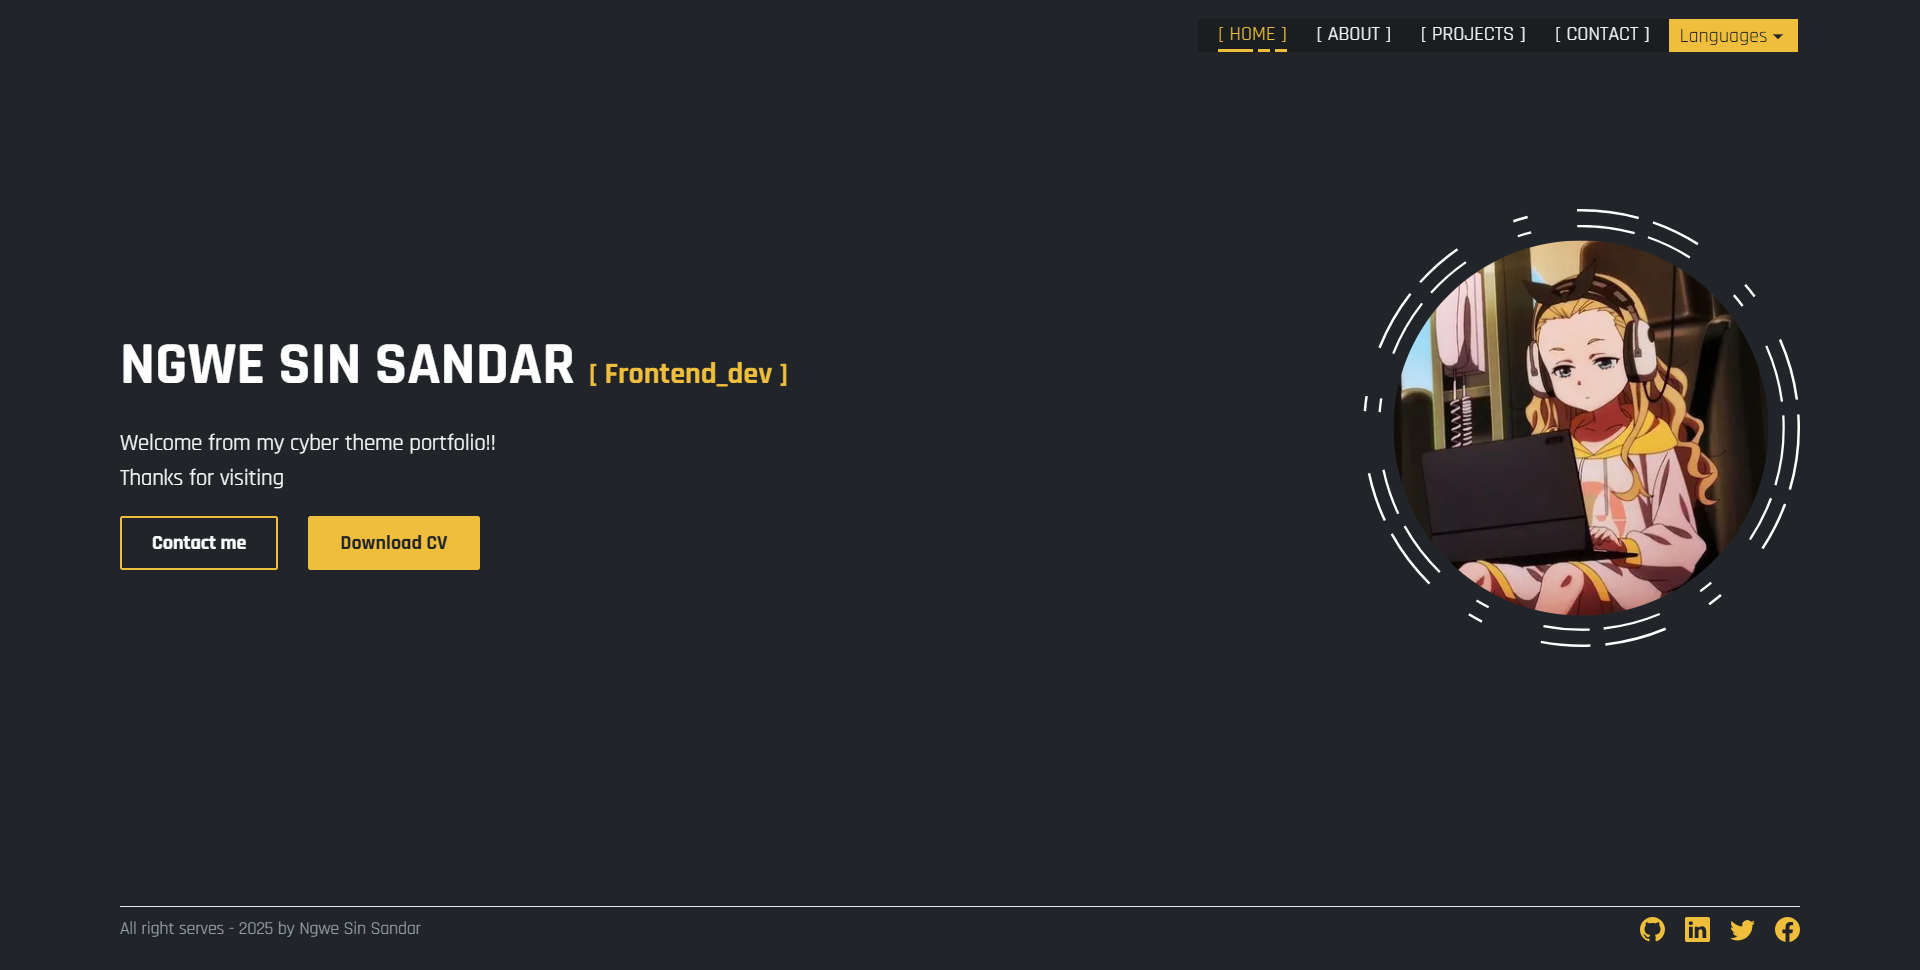 [ HOME ] [ ABOUT ] [ PROJECTS ] [ CONTACT ] Languages
NGWE SIN SANDAR [ Frontend_dev ]
Welcome from my cyber theme portfolio!!
Thanks for visiting
Contact me Download CV
All right serves - 2025 by Ngwe Sin Sandar